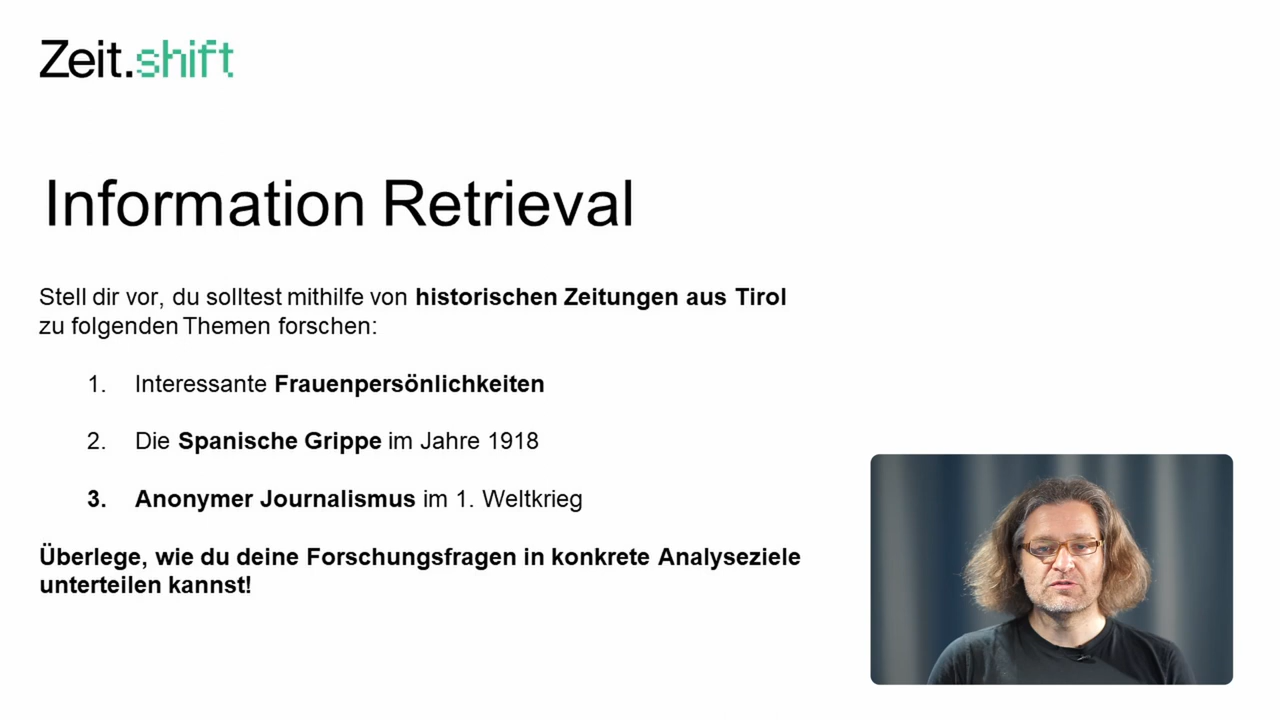 Zeit.shift
Information Retrieval
Stell dir vor, du solltest mithilfe von historischen Zeitungen aus Tirol
zu folgenden Themen forschen:
1. Interessante Frauenpersönlichkeiten
2. Die Spanische Grippe im Jahre 1918
3. Anonymer Journalismus im 1. Weltkrieg
Überlege, wie du deine Forschungsfragen in konkrete Analyseziele
unterteilen kannst!